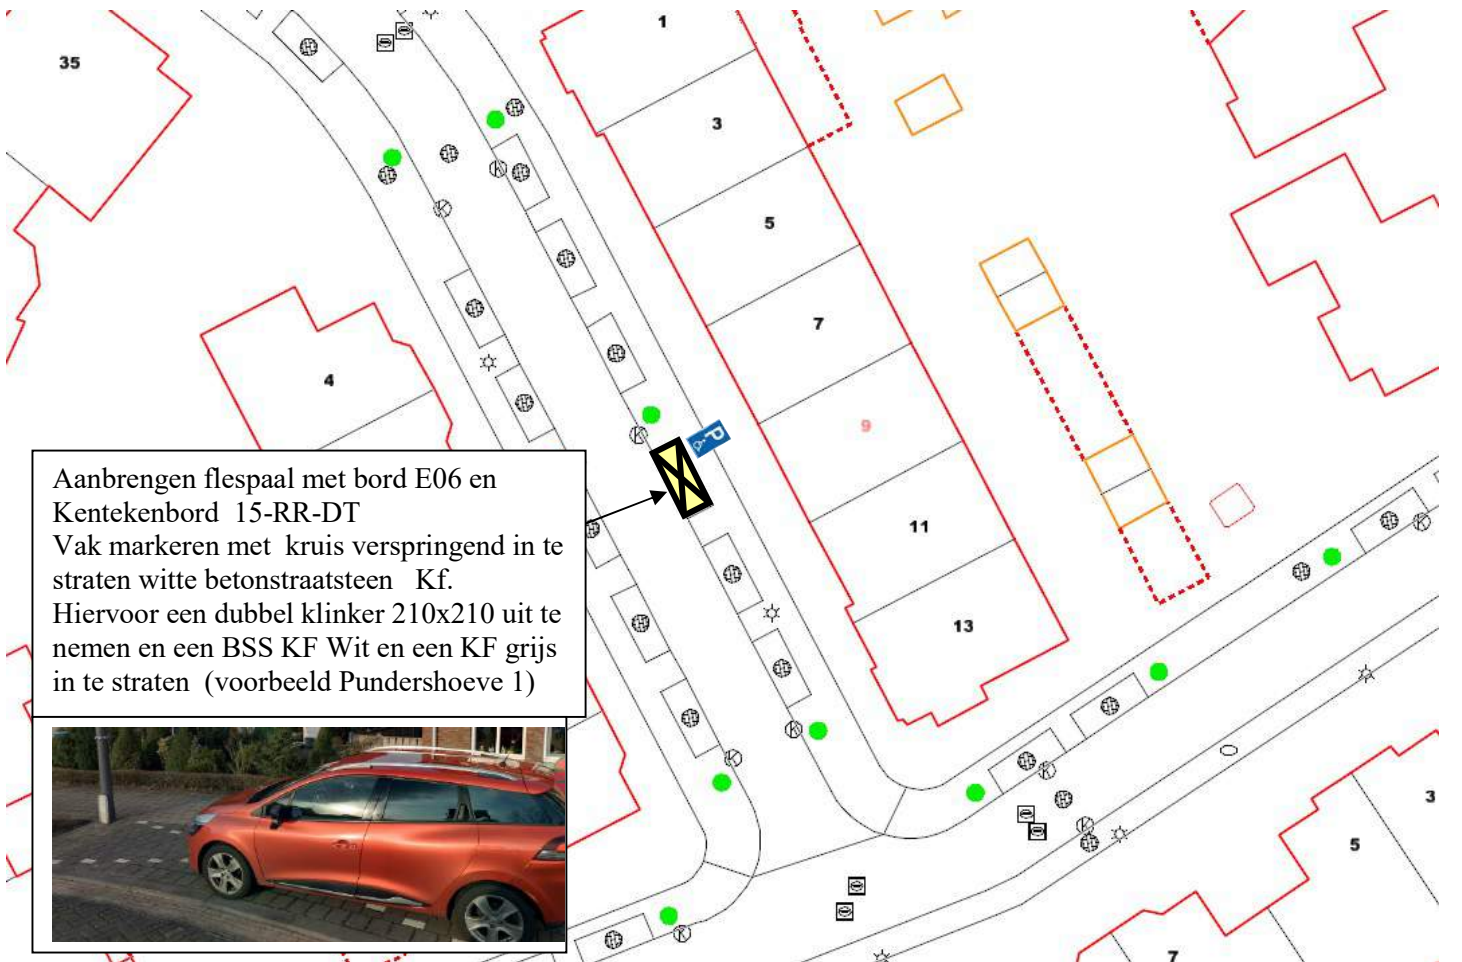 1
35
3
5
7
4
9
11
13
P
Aanbrengen flespaal met bord E06 en
Kentekenbord 15-RR-DT
Vak markeren met kruis verspringend in te
straten witte betonstraatsteen Kf.
Hiervoor een dubbel klinker 210x210 uit te
nemen en een BSS KF Wit en een KF grijs
in te straten (voorbeeld Pundershoeve 1)
K
K
K
K
K
K
K
K
K
K
3
5
7